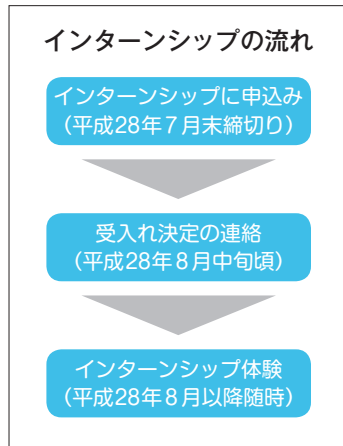 インターンシップの流れ
インターンシップに申込み
（平成28年７月末締切り）
受入れ決定の連絡
（平成28年８月中旬頃）
インターンシップ体験
（平成28年８月以降随時）